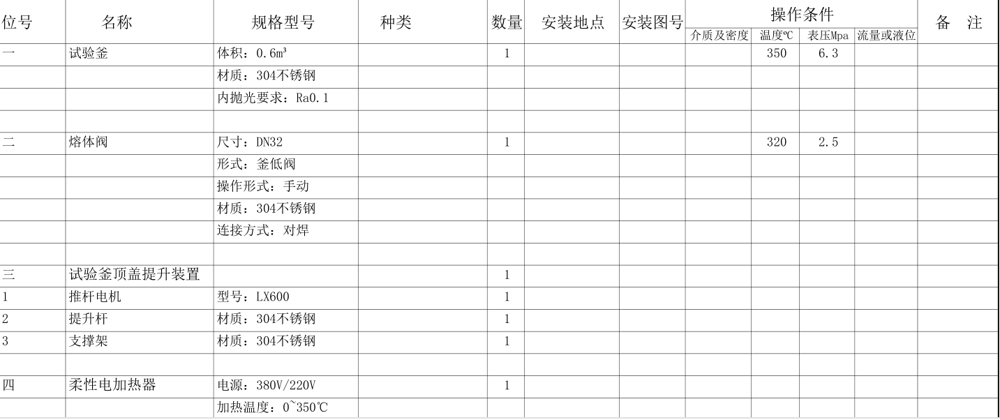 位号 名称 规格型号 种类 数量 安装地点 安装图号 操作条件 备 注
介质及密度 温度℃ 表压Mpa 流量或液位
一 试验釜 体积：0.6m³ 1 350 6.3
材质：304不锈钢
内抛光要求：Ra0.1
二 熔体阀 尺寸：DN32 1 320 2.5
形式：釜低阀
操作形式：手动
材质：304不锈钢
连接方式：对焊
三 试验釜顶盖提升装置 1
1 推杆电机 型号：LX600 1
2 提升杆 材质：304不锈钢 1
3 支撑架 材质：304不锈钢 1
四 柔性电加热器 电源：380V/220V 1
加热温度：0~350℃